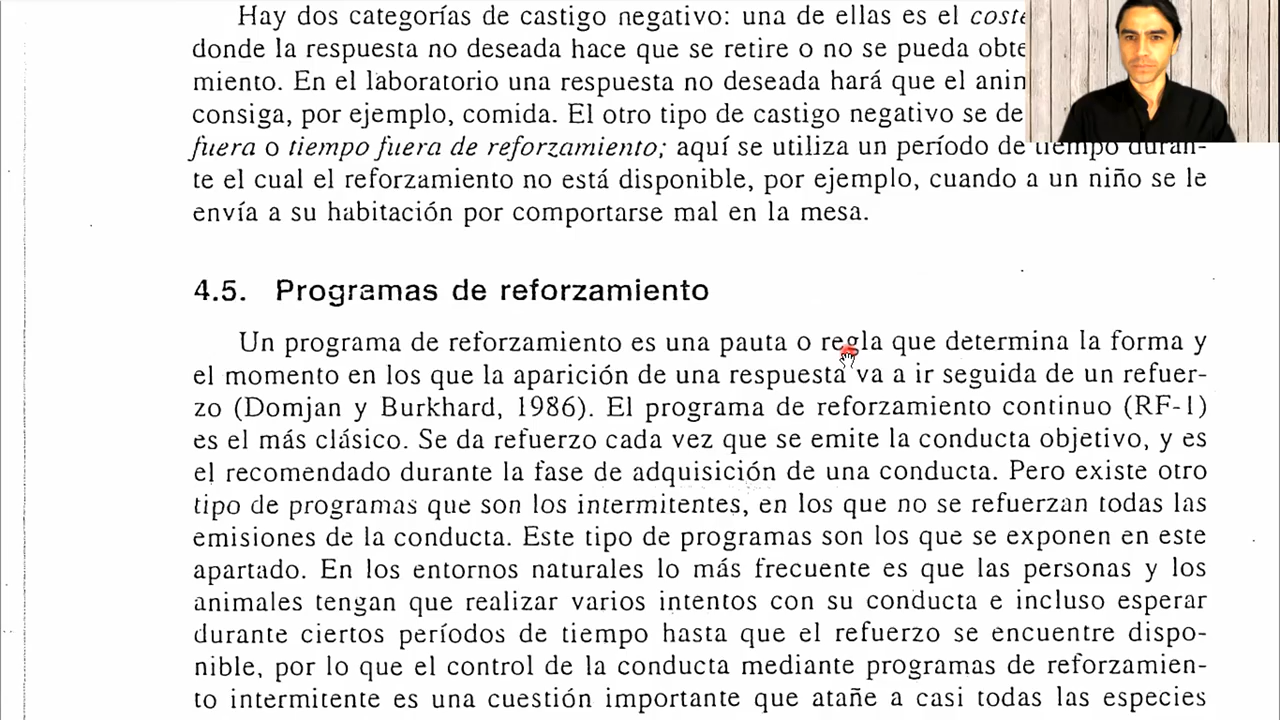 Hay dos categorías de castigo negativo: una de ellas es el coste
donde la respuesta no deseada hace que se retire o no se pueda obte
miento. En el laboratorio una respuesta no deseada hará que el anim
consiga, por ejemplo, comida. El otro tipo de castigo negativo se de
fuera o tiempo fuera de reforzamiento; aquí se utiliza un período de tiempo duran-
te el cual el reforzamiento no está disponible, por ejemplo, cuando a un niño se le
envía a su habitación por comportarse mal en la mesa.
4.5. Programas de reforzamiento
Un programa de reforzamiento es una pauta o regla que determina la forma y
el momento en los que la aparición de una respuesta va a ir seguida de un refuer-
zo (Domjan y Burkhard, 1986). El programa de reforzamiento continuo (RF-1)
es el más clásico. Se da refuerzo cada vez que se emite la conducta objetivo, y es
el recomendado durante la fase de adquisición de una conducta. Pero existe otro
tipo de programas que son los intermitentes, en los que no se refuerzan todas las
emisiones de la conducta. Este tipo de programas son los que se exponen en este
apartado. En los entornos naturales lo más frecuente es que las personas y los
animales tengan que realizar varios intentos con su conducta e incluso esperar
durante ciertos períodos de tiempo hasta que el refuerzo se encuentre dispo-
nible, por lo que el control de la conducta mediante programas de reforzamien-
to intermitente es una cuestión importante que atañe a casi todas las especies